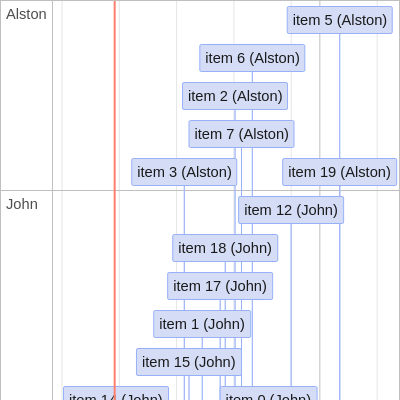 Alston
item 5 (Alston)
item 6 (Alston)
item 2 (Alston)
item 7 (Alston)
item 3 (Alston)
item 19 (Alston)
John
item 12 (John)
item 18 (John)
item 17 (John)
item 1 (John)
item 15 (John)
item 14 (John)
item 0 (John)